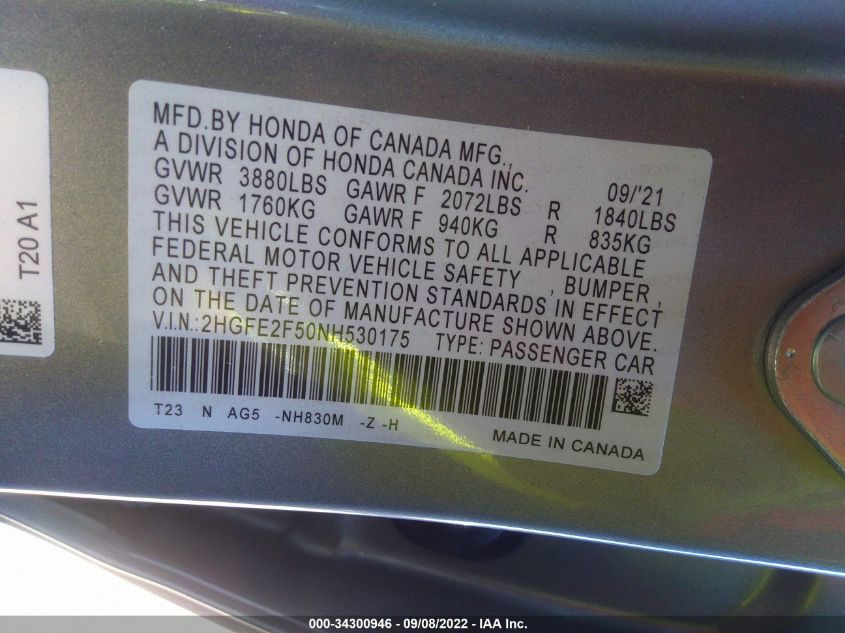 MFD.BY HONDA OF CANADA MFG.,
A DIVISION OF HONDA CANADA INC. 09/'21
GVWR 3880LBS GAWR F 2072LBS R 1840LBS
GVWR 1760KG GAWR F 940KG R 835KG
THIS VEHICLE CONFORMS TO ALL APPLICABLE
FEDERAL MOTOR VEHICLE SAFETY , BUMPER ,
AND THEFT PREVENTION STANDARDS IN EFFECT
ON THE DATE OF MANUFACTURE SHOWN ABOVE.
V.I.N.:2HGFE2F50NH530175 TYPE: PASSENGER CAR
T23 N AG5 -NH830M -Z -H
MADE IN CANADA
T20 A1
000-34300946 - 09/08/2022 - IAA Inc.